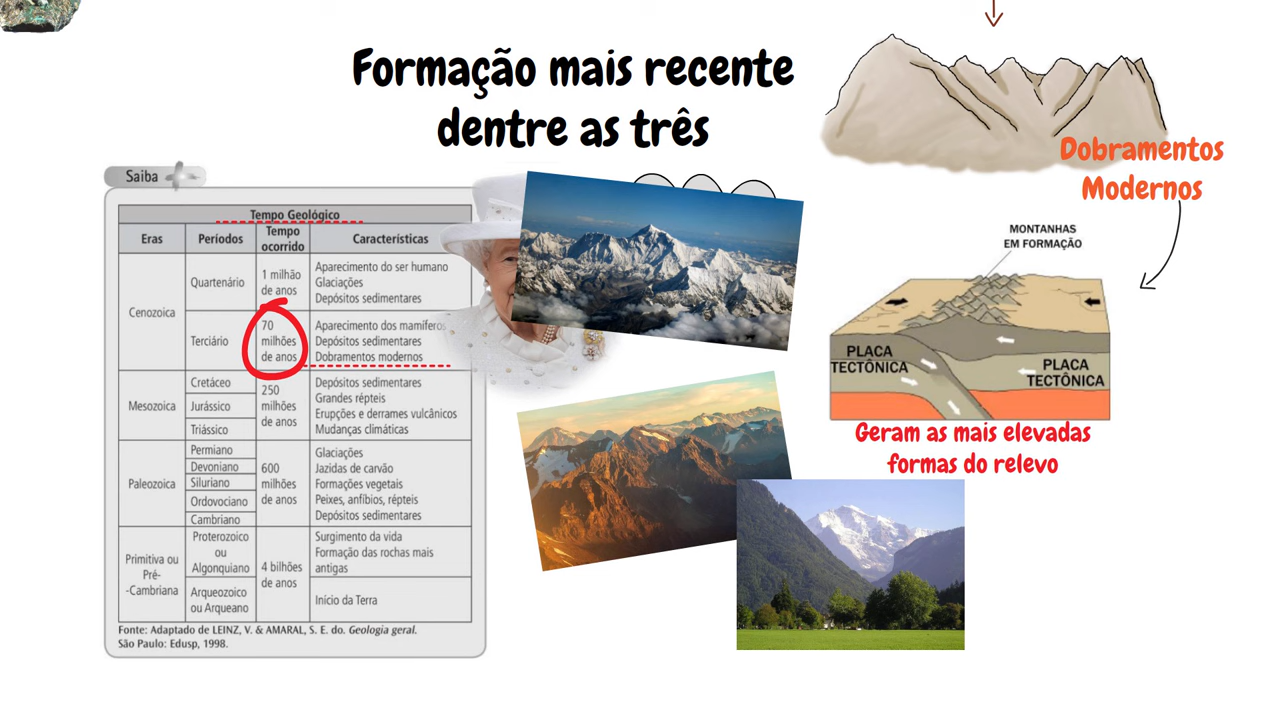 Formação mais recente
dentre as três
Dobramentos
Modernos
Saiba
Tempo Geológico
Eras Períodos Tempo ocorrido Características
Cenozoica
Quartenário
1 milhão
de anos
Aparecimento do ser humano
Glaciações
Depósitos sedimentares
Terciário
70
milhões
de anos
Aparecimento dos mamíferos
Depósitos sedimentares
Dobramentos modernos
Mesozoica
Cretáceo
Jurássico
Triássico
250
milhões
de anos
Depósitos sedimentares
Grandes répteis
Erupções e derrames vulcânicos
Mudanças climáticas
Paleozoica
Permiano
Devoniano
Siluriano
Ordovociano
Cambriano
600
milhões
de anos
Glaciações
Jazidas de carvão
Formações vegetais
Peixes, anfíbios, répteis
Depósitos sedimentares
Primitiva ou
Pré-
-Cambriana
Proterozoico
ou
Algonquiano
4 bilhões
de anos
Surgimento da vida
Formação das rochas mais
antigas
Arqueozoico
ou Arqueano
Início da Terra
Fonte: Adaptado de LEINZ, V. & AMARAL, S. E. do. Geologia geral.
São Paulo: Edusp, 1998.
MONTANHAS
EM FORMAÇÃO
PLACA
TECTÔNICA
PLACA
TECTÔNICA
Geram as mais elevadas
formas do relevo